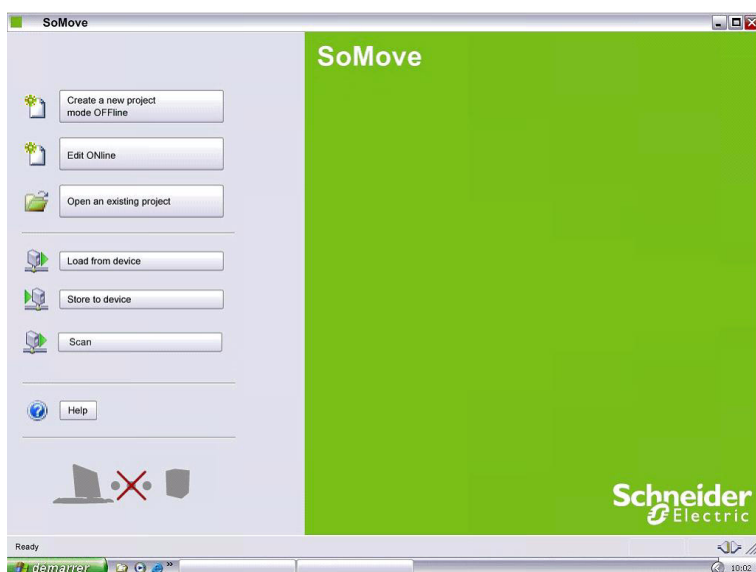 SoMove
SoMove
Create a new project
mode OFFline
Edit ONline
Open an existing project
Load from device
Store to device
Scan
Help
Schneider
Electric
Ready
démarrer
10:02